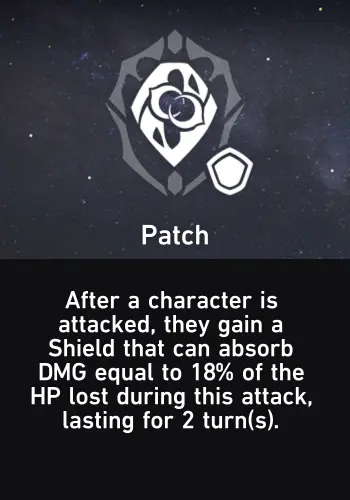 Patch
After a character is
attacked, they gain a
Shield that can absorb
DMG equal to 18% of the
HP lost during this attack,
lasting for 2 turn(s).